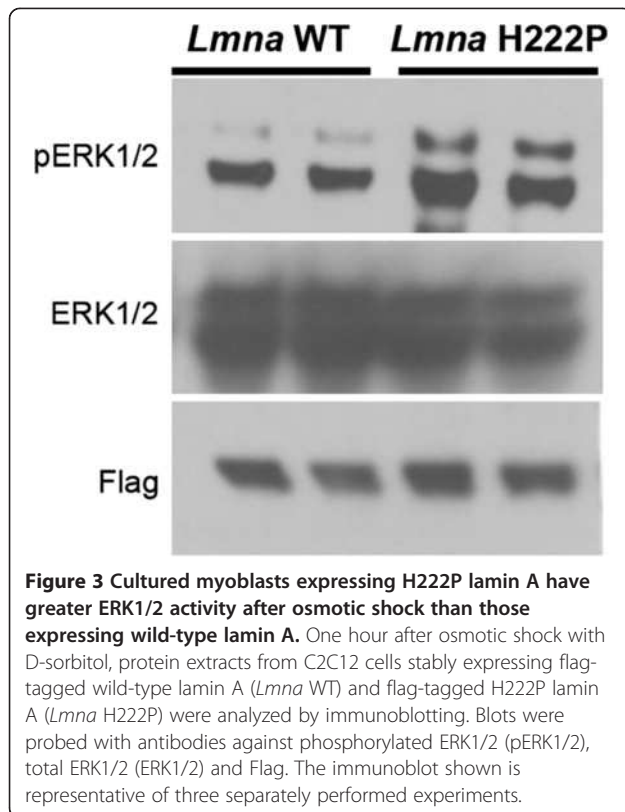 Lmna WT Lmna H222P
pERK1/2
ERK1/2
Flag
Figure 3 Cultured myoblasts expressing H222P lamin A have
greater ERK1/2 activity after osmotic shock than those
expressing wild-type lamin A. One hour after osmotic shock with
D-sorbitol, protein extracts from C2C12 cells stably expressing flag-
tagged wild-type lamin A (Lmna WT) and flag-tagged H222P lamin
A (Lmna H222P) were analyzed by immunoblotting. Blots were
probed with antibodies against phosphorylated ERK1/2 (pERK1/2),
total ERK1/2 (ERK1/2) and Flag. The immunoblot shown is
representative of three separately performed experiments.